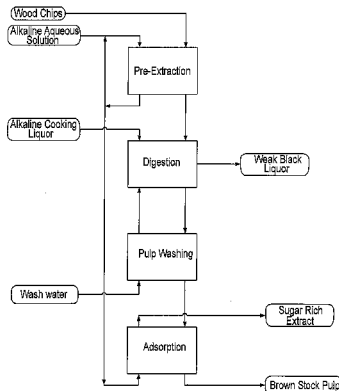 Wood Chips
Alkaline Aqueous
Solution
Pre-Extraction
Alkaline Cooking
Liquor
Digestion
Weak Black
Liquor
Pulp Washing
Wash water
Sugar Rich
Extract
Adsorption
Brown Stock Pulp